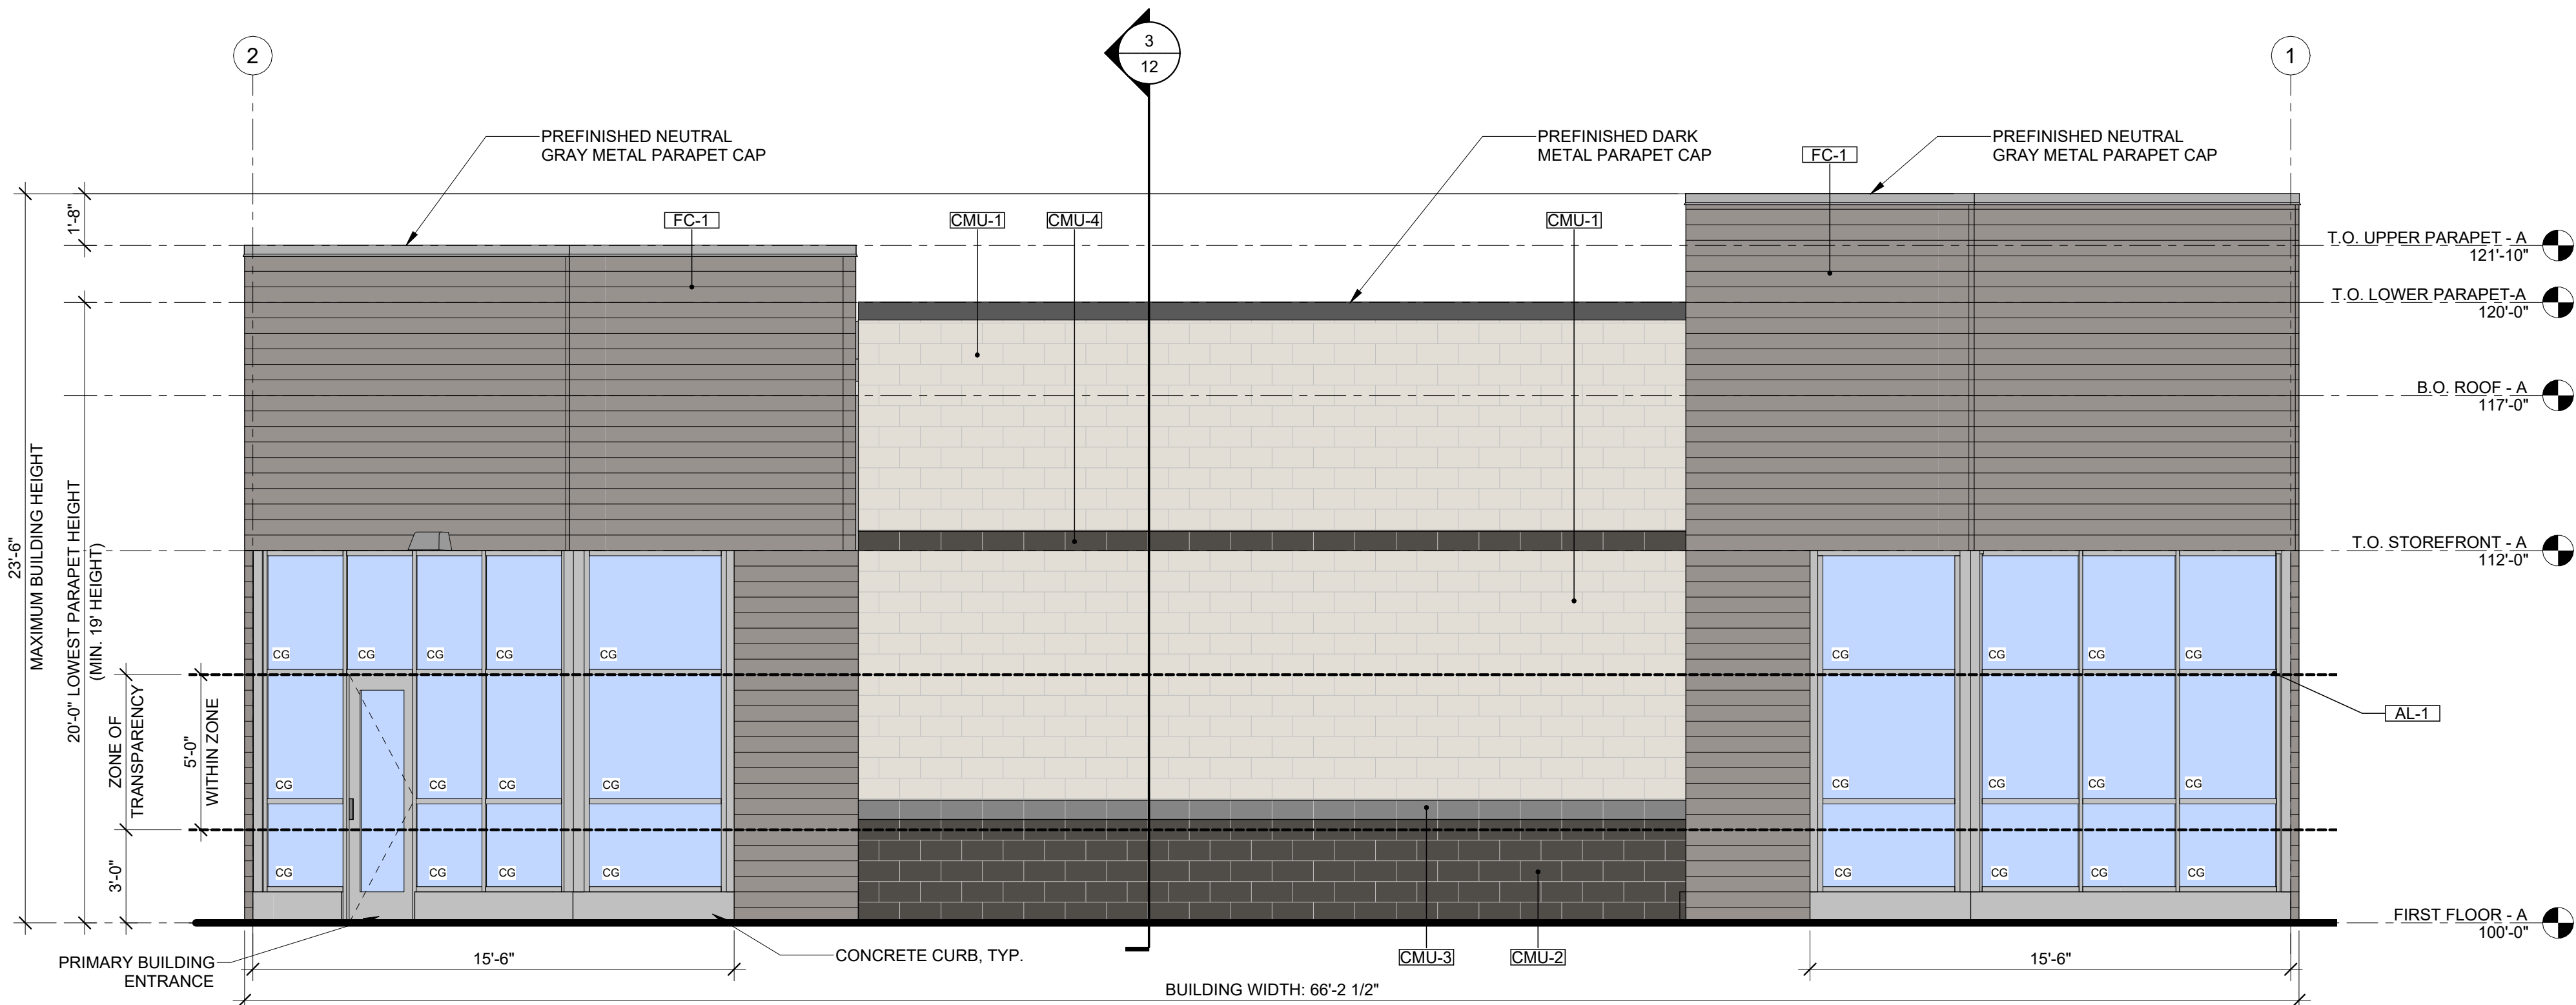 2
3
12
1
PREFINISHED NEUTRAL
GRAY METAL PARAPET CAP
PREFINISHED DARK
METAL PARAPET CAP
PREFINISHED NEUTRAL
GRAY METAL PARAPET CAP
FC-1
FC-1
CMU-1
CMU-4
CMU-1
1'-8"
23'-6"
MAXIMUM BUILDING HEIGHT
20'-0" LOWEST PARAPET HEIGHT
(MIN. 19' HEIGHT)
ZONE OF
TRANSPARENCY
5'-0"
WITHIN ZONE
3'-0"
T.O. UPPER PARAPET - A
121'-10"
T.O. LOWER PARAPET-A
120'-0"
B.O. ROOF - A
117'-0"
T.O. STOREFRONT - A
112'-0"
CG CG CG CG CG CG CG CG CG
AL-1
CG CG CG CG CG CG CG CG
CG CG CG CG CG CG CG CG
FIRST FLOOR - A
100'-0"
PRIMARY BUILDING
ENTRANCE
15'-6"
CONCRETE CURB, TYP.
CMU-3
CMU-2
15'-6"
BUILDING WIDTH: 66'-2 1/2"